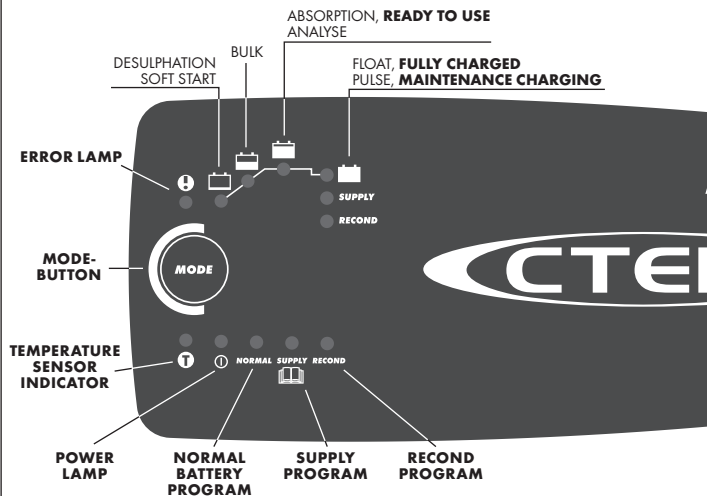 ABSORPTION, READY TO USE
ANALYSE
BULK
DESULPHATION
SOFT START
FLOAT, FULLY CHARGED
PULSE, MAINTENANCE CHARGING
ERROR LAMP
SUPPLY
RECOND
MODE-
BUTTON
MODE
TEMPERATURE
SENSOR
INDICATOR
T
NORMAL SUPPLY RECOND
POWER
LAMP
NORMAL
BATTERY
PROGRAM
SUPPLY
PROGRAM
RECOND
PROGRAM